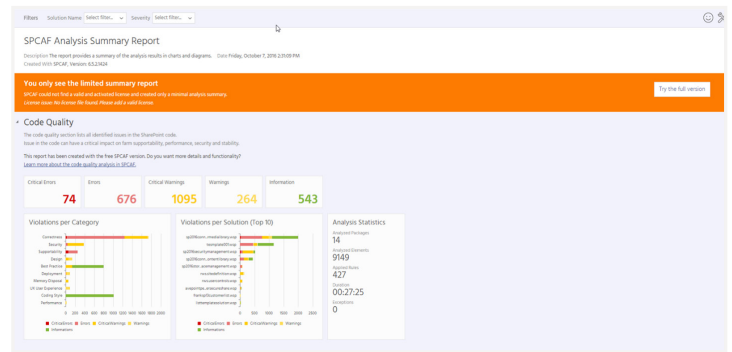 Filters Solution Name Select filter... Severity Select filter...
SPCAF Analysis Summary Report
Description The report provides a summary of the analysis results in charts and diagrams. Date Friday, October 7, 2016 2:31:09 PM
Created With SPCAF, Version: 6.5.2.1424
You only see the limited summary report
SPCAF could not find a valid and activated license and created only a minimal analysis summary.
License issue: No license file found. Please add a valid license.
Try the full version
Code Quality
The code quality section lists all identified issues in the SharePoint code.
Issue in the code can have a critical impact on farm supportability, performance, security and stability.
This report has been created with the free SPCAF version. Do you want more details and functionality?
Learn more about the code quality analysis in SPCAF.
Critical Errors
74
Errors
676
Critical Warnings
1095
Warnings
264
Information
543
Violations per Category
Correctness
Security
Supportability
Design
Best Practice
Deployment
Memory Disposal
UX User Experience
Coding Style
Performance
0 200 400 600 800 1000 1200 1400 1600 1800 2000
CriticalErrors Errors CriticalWarnings Warnings
Informations
Violations per Solution (Top 10)
0 500 1000 1500 2000 2500
CriticalErrors Errors CriticalWarnings Warnings
Informations
Analysis Statistics
Analyzed Packages
14
Analyzed Elements
9149
Applied Rules
427
Duration
00:27:25
Exceptions
0